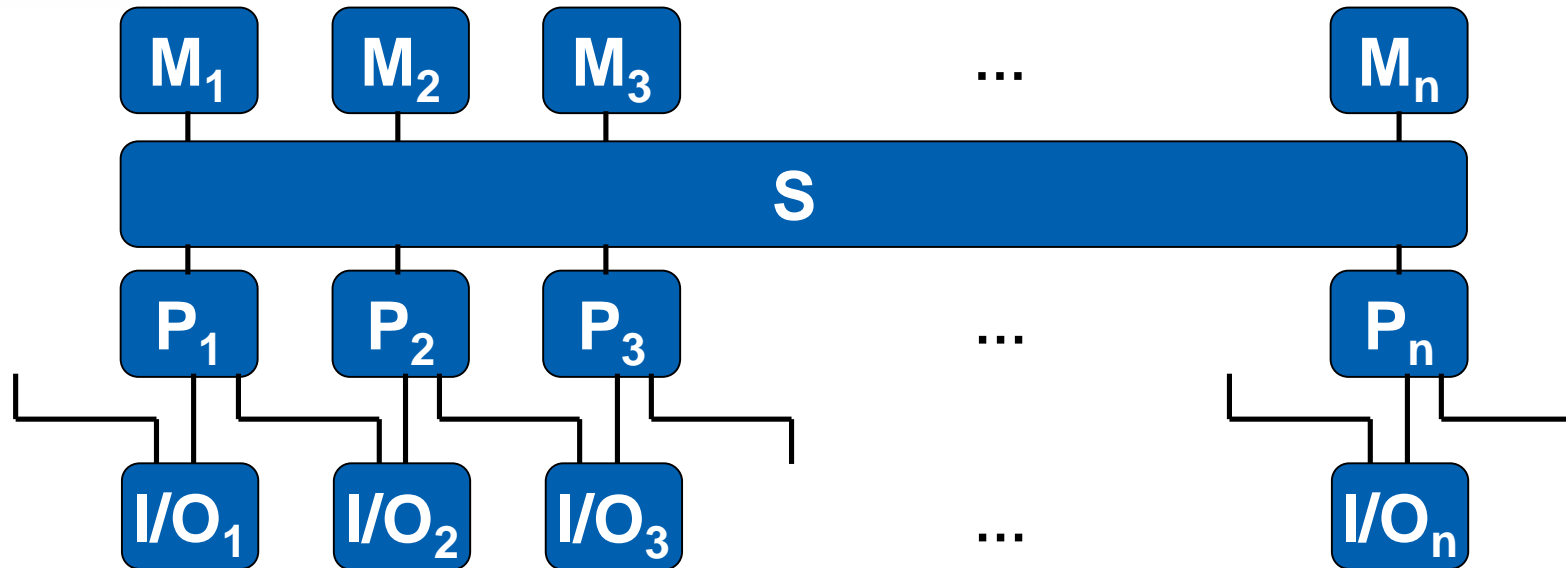 M₁ M₂ M₃ ... Mₙ
S
P₁ P₂ P₃ ... Pₙ
I/O₁ I/O₂ I/O₃ ... I/Oₙ